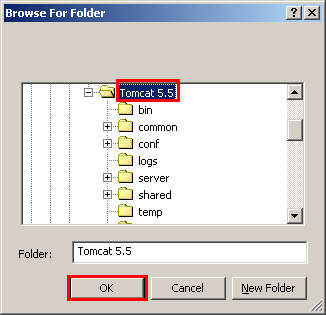 Browse For Folder
Tomcat 5.5
bin
common
conf
logs
server
shared
temp
Folder: Tomcat 5.5
OK Cancel New Folder